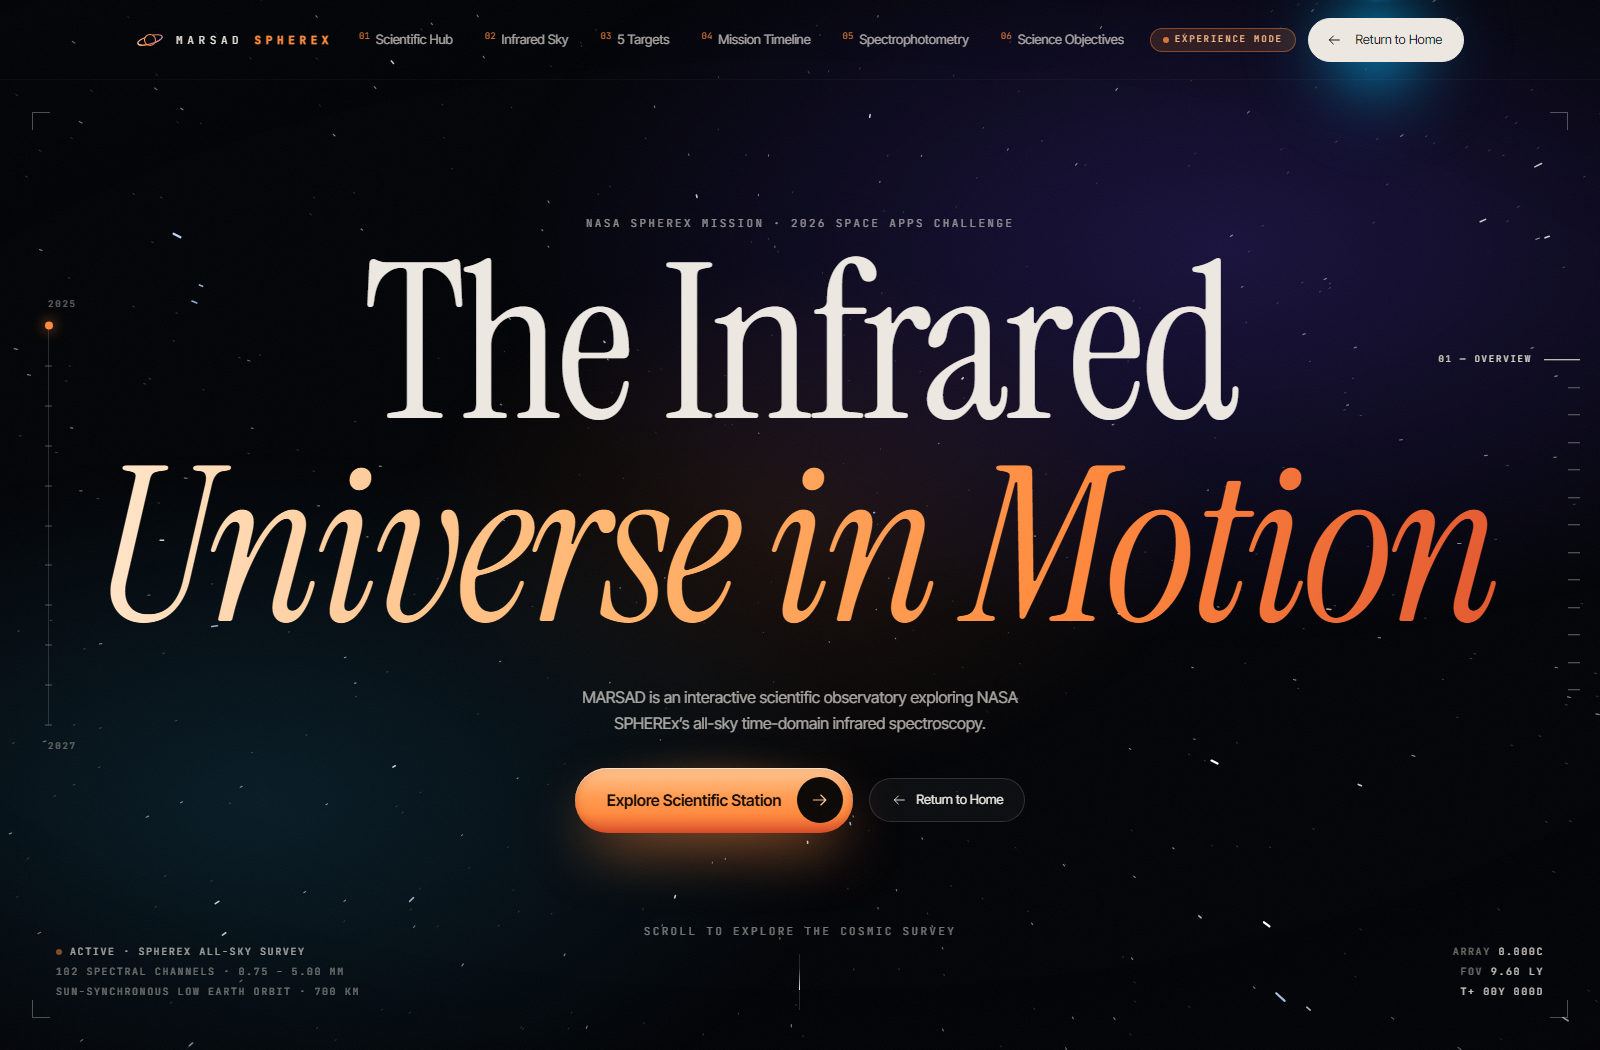 MARSAD SPHEREX
01 Scientific Hub
02 Infrared Sky
03 5 Targets
04 Mission Timeline
05 Spectrophotometry
06 Science Objectives
EXPERIENCE MODE
← Return to Home
NASA SPHEREX MISSION · 2026 SPACE APPS CHALLENGE
The Infrared
Universe in Motion
2025
2027
01 — OVERVIEW
MARSAD is an interactive scientific observatory exploring NASA
SPHEREx's all-sky time-domain infrared spectroscopy.
Explore Scientific Station →
← Return to Home
SCROLL TO EXPLORE THE COSMIC SURVEY
ACTIVE · SPHEREX ALL-SKY SURVEY
102 SPECTRAL CHANNELS · 0.75 – 5.00 ΜM
SUN-SYNCHRONOUS LOW EARTH ORBIT · 700 KM
ARRAY 0.000C
FOV 9.60 LY
T+ 00Y 000D